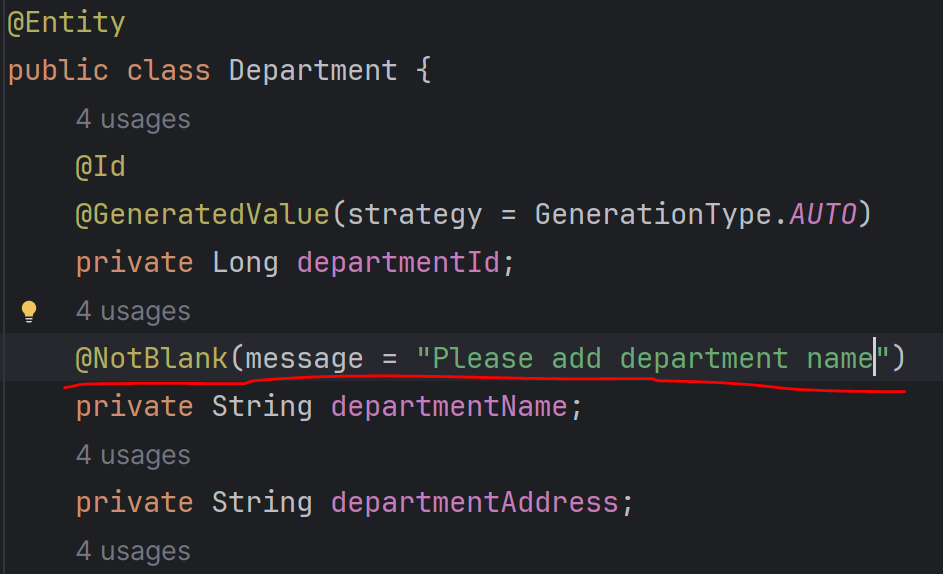 @Entity
public class Department {
4 usages
@Id
@GeneratedValue(strategy = GenerationType.AUTO)
private Long departmentId;
4 usages
@NotBlank(message = "Please add department name")
private String departmentName;
4 usages
private String departmentAddress;
4 usages